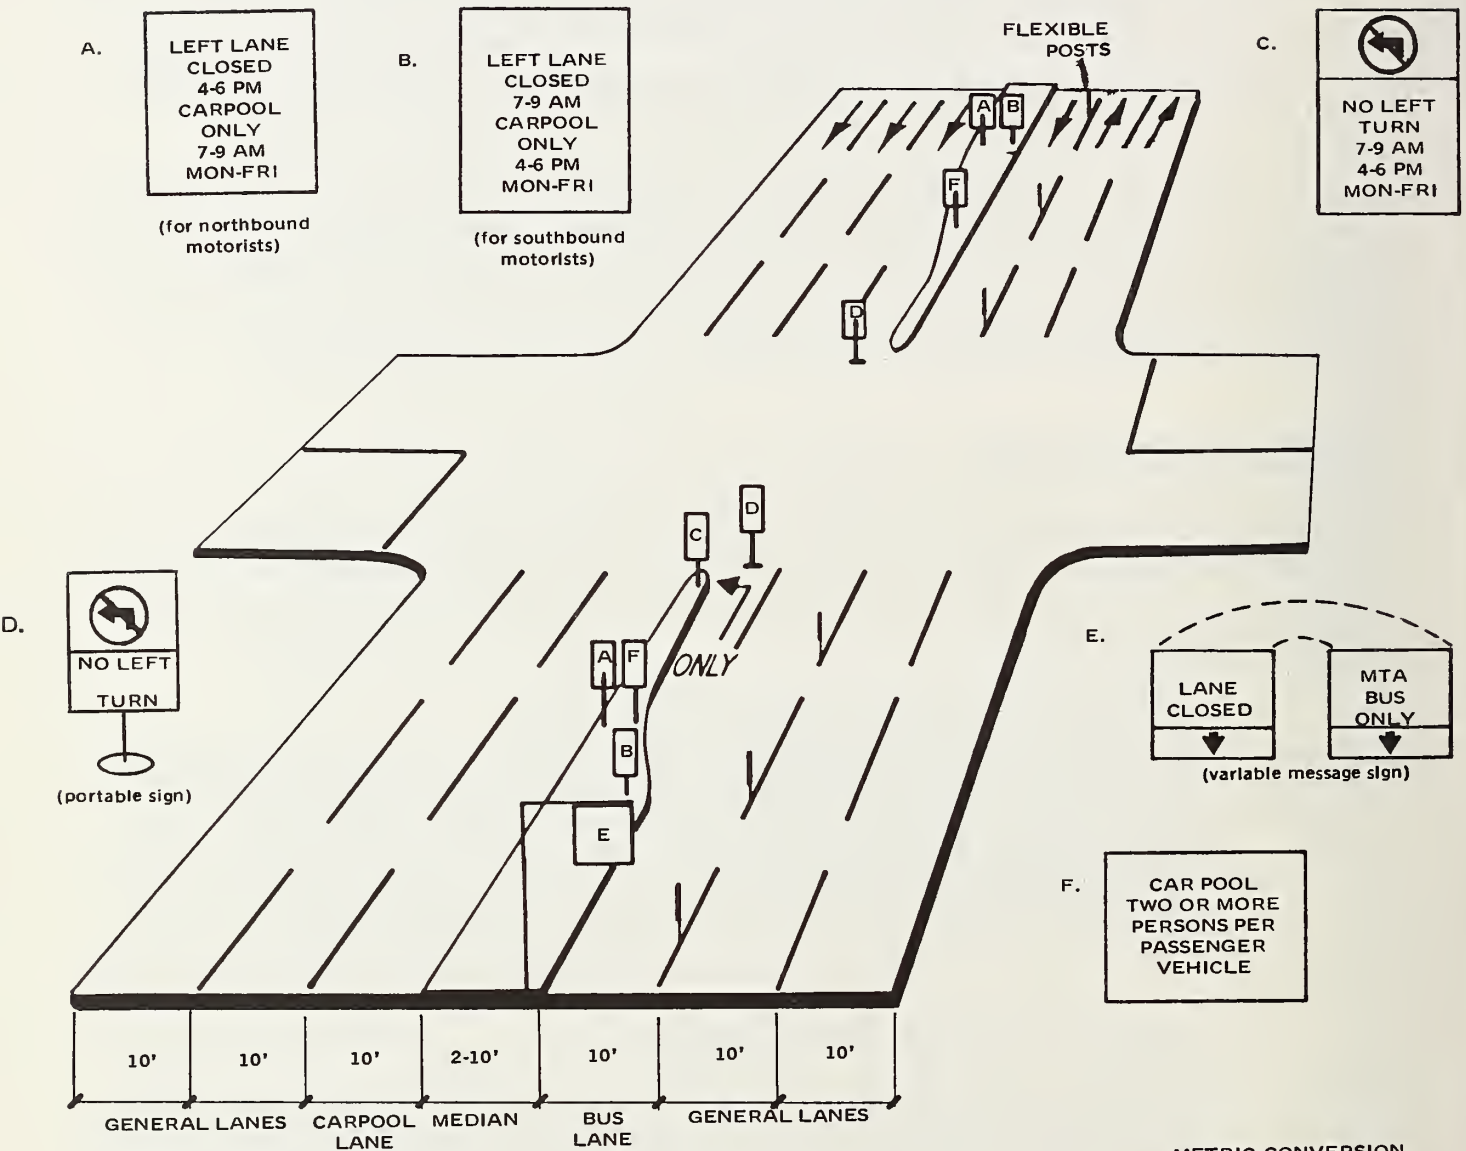 A.
LEFT LANE
CLOSED
4-6 PM
CARPOOL
ONLY
7-9 AM
MON-FRI
(for northbound
motorists)
B.
LEFT LANE
CLOSED
7-9 AM
CARPOOL
ONLY
4-6 PM
MON-FRI
(for southbound
motorists)
FLEXIBLE
POSTS
C.
NO LEFT
TURN
7-9 AM
4-6 PM
MON-FRI
A
B
F
D
C
D
A
F
ONLY
B
E
D.
NO LEFT
TURN
(portable sign)
E.
LANE
CLOSED
MTA
BUS
ONLY
(variable message sign)
F.
CAR POOL
TWO OR MORE
PERSONS PER
PASSENGER
VEHICLE
10'
10'
10'
2-10'
10'
10'
10'
GENERAL LANES
CARPOOL
LANE
MEDIAN
BUS
LANE
GENERAL LANES
METRIC CONVERSION